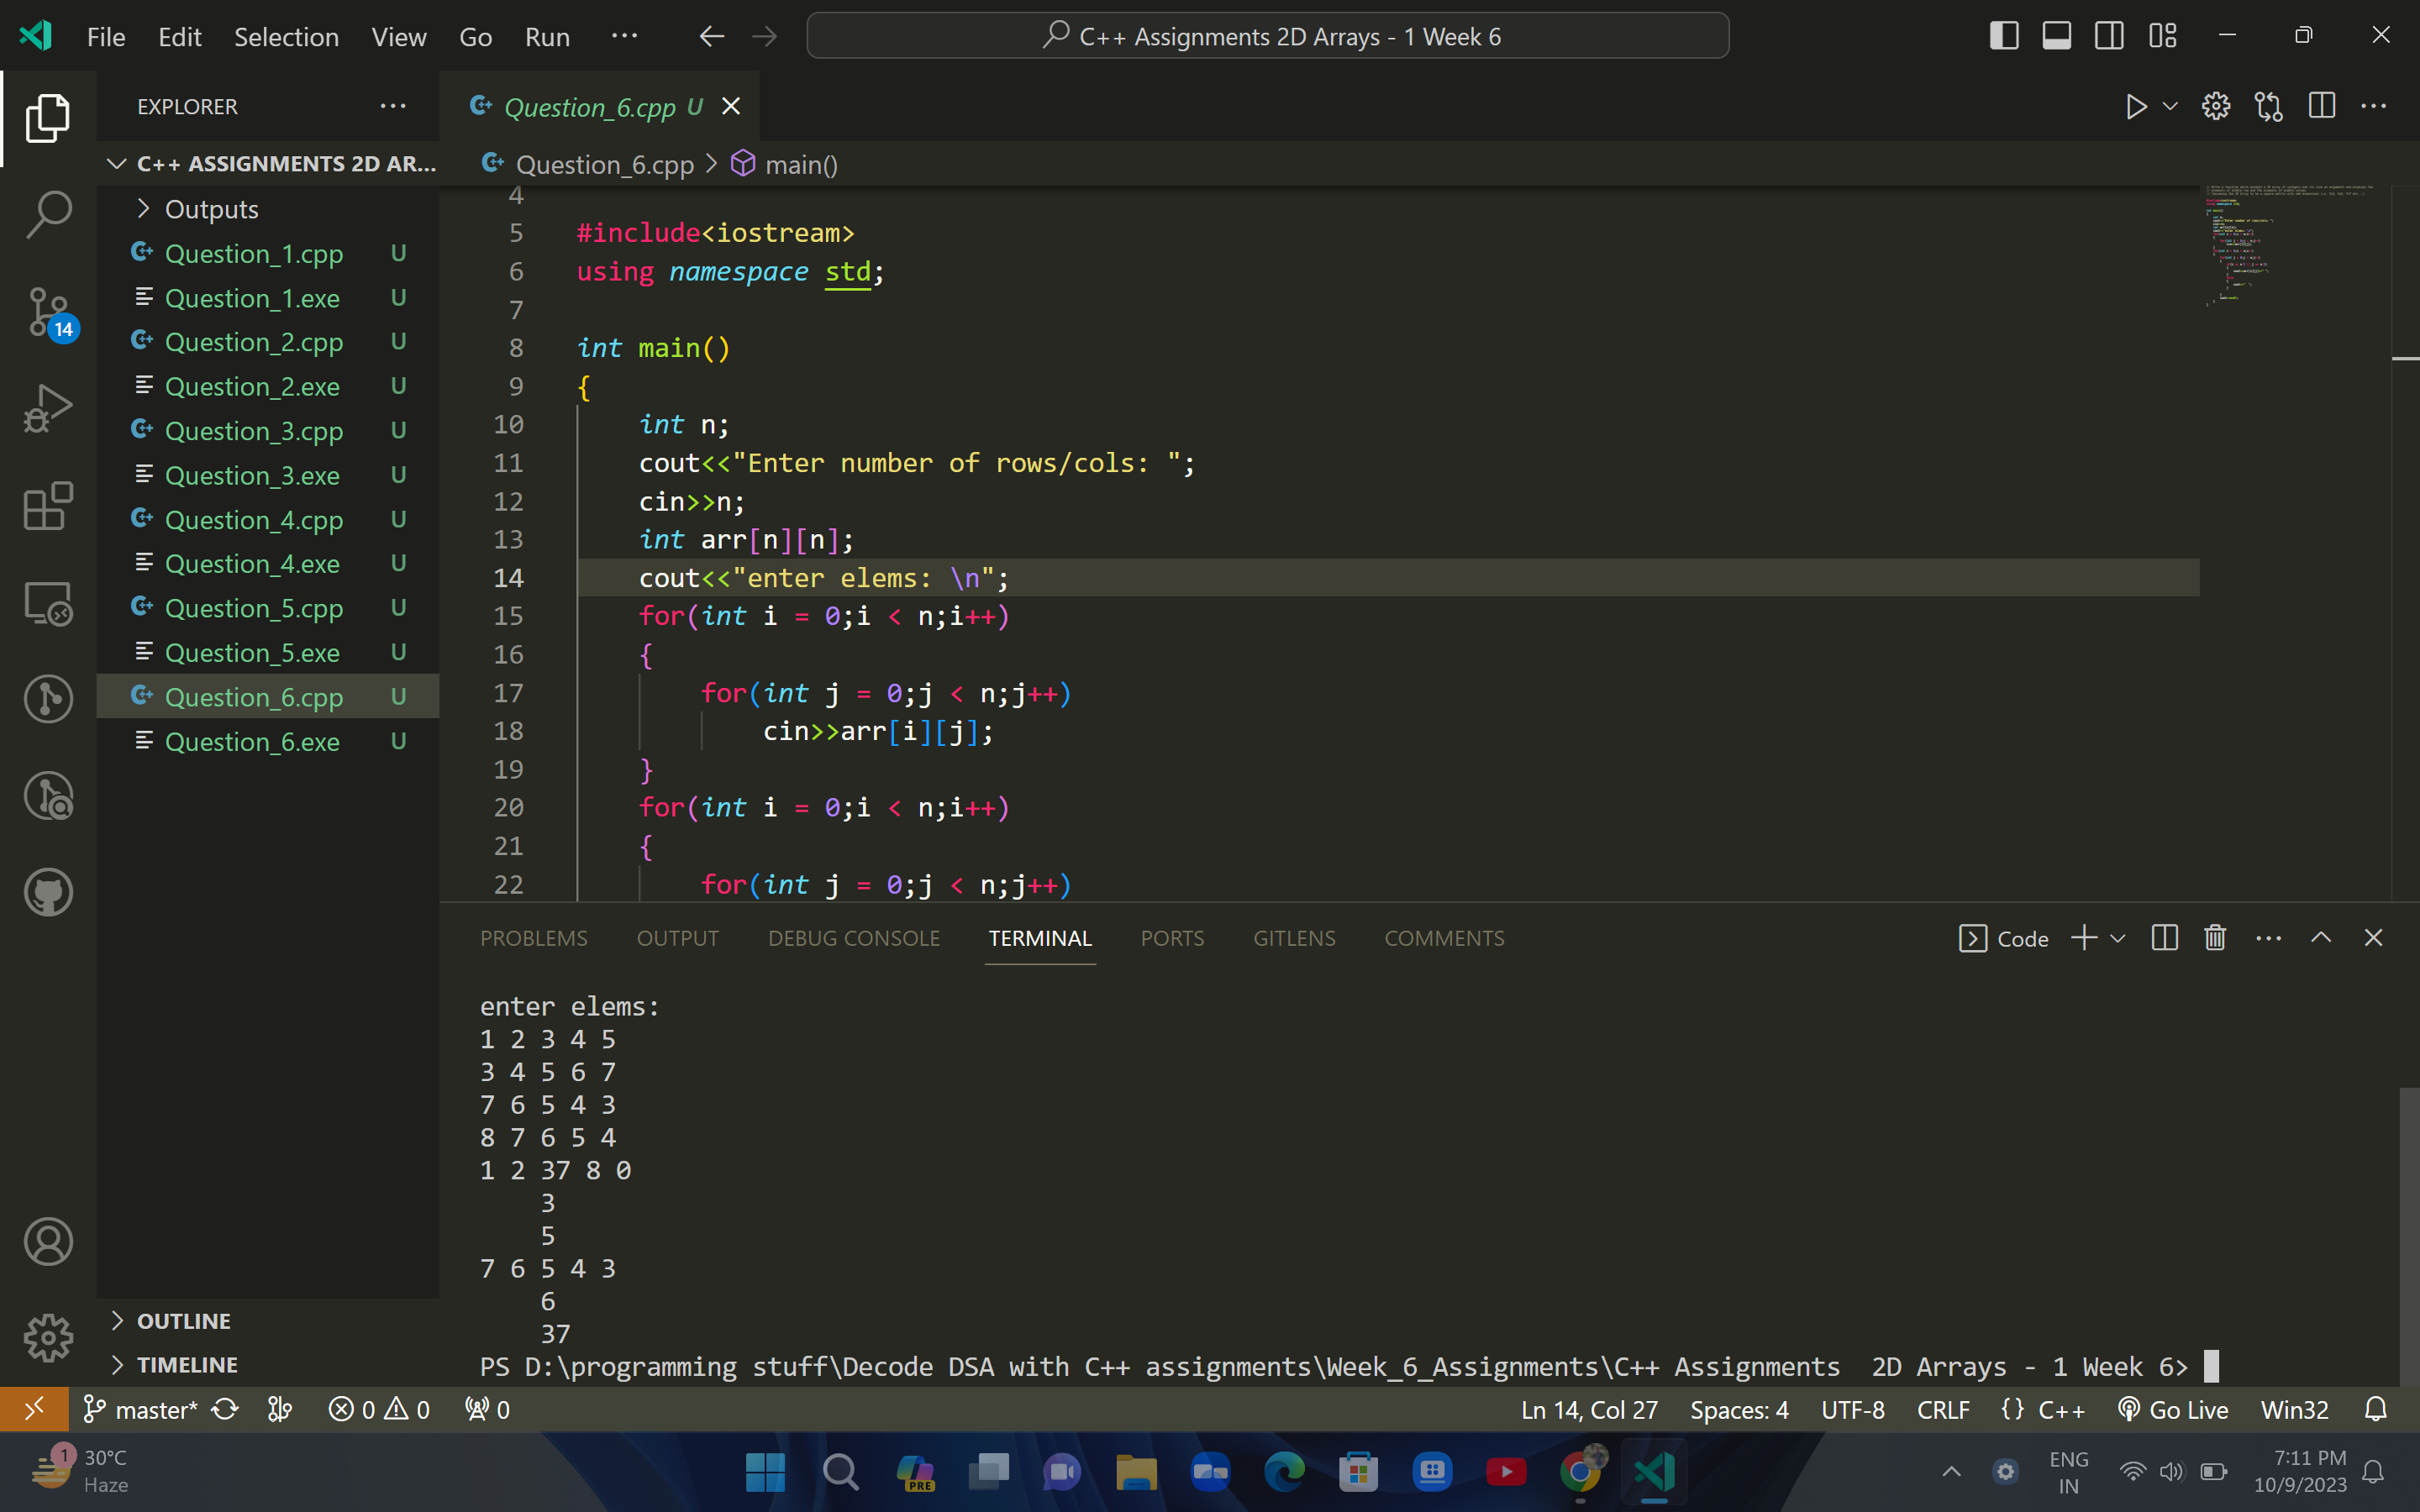 File Edit Selection View Go Run ··· C++ Assignments 2D Arrays - 1 Week 6
EXPLORER ···
C++ ASSIGNMENTS 2D AR...
Outputs
Question_1.cpp U
Question_1.exe U
Question_2.cpp U
Question_2.exe U
Question_3.cpp U
Question_3.exe U
Question_4.cpp U
Question_4.exe U
Question_5.cpp U
Question_5.exe U
Question_6.cpp U
Question_6.exe U
OUTLINE
TIMELINE
14
Question_6.cpp U
Question_6.cpp > main()
4
5 #include<iostream>
6 using namespace std;
7
8 int main()
9 {
10 int n;
11 cout<<"Enter number of rows/cols: ";
12 cin>>n;
13 int arr[n][n];
14 cout<<"enter elems: \n";
15 for(int i = 0;i < n;i++)
16 {
17 for(int j = 0;j < n;j++)
18 cin>>arr[i][j];
19 }
20 for(int i = 0;i < n;i++)
21 {
22 for(int j = 0;j < n;j++)
PROBLEMS OUTPUT DEBUG CONSOLE TERMINAL PORTS GITLENS COMMENTS Code
enter elems:
1 2 3 4 5
3 4 5 6 7
7 6 5 4 3
8 7 6 5 4
1 2 37 8 0
3
5
7 6 5 4 3
6
37
PS D:\programming stuff\Decode DSA with C++ assignments\Week_6_Assignments\C++ Assignments  2D Arrays - 1 Week 6>
master* 0 0 0 Ln 14, Col 27 Spaces: 4 UTF-8 CRLF {} C++ Go Live Win32
1
30°C
Haze
PRE
ENG
IN
7:11 PM
10/9/2023